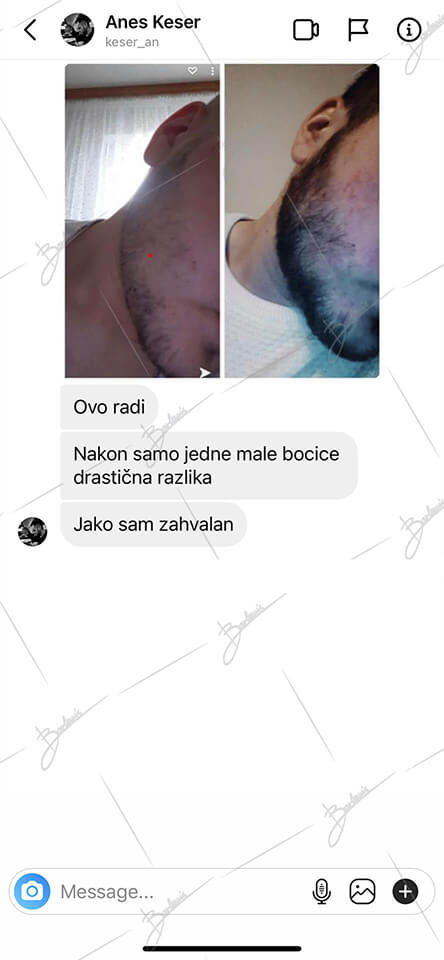 Anes Keser
keser_an
Ovo radi
Nakon samo jedne male bocice
drastična razlika
Jako sam zahvalan
Message...